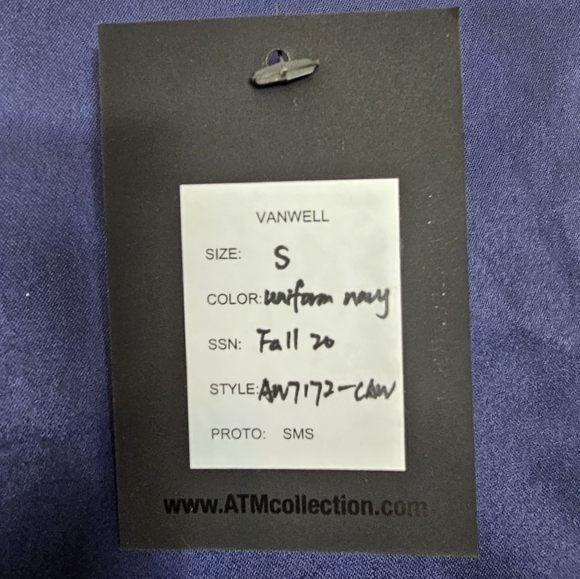 VANWELL
SIZE: S
COLOR: uniform navy
SSN: Fall 20
STYLE: AW7172-CAW
PROTO: SMS
www.ATMcollection.com